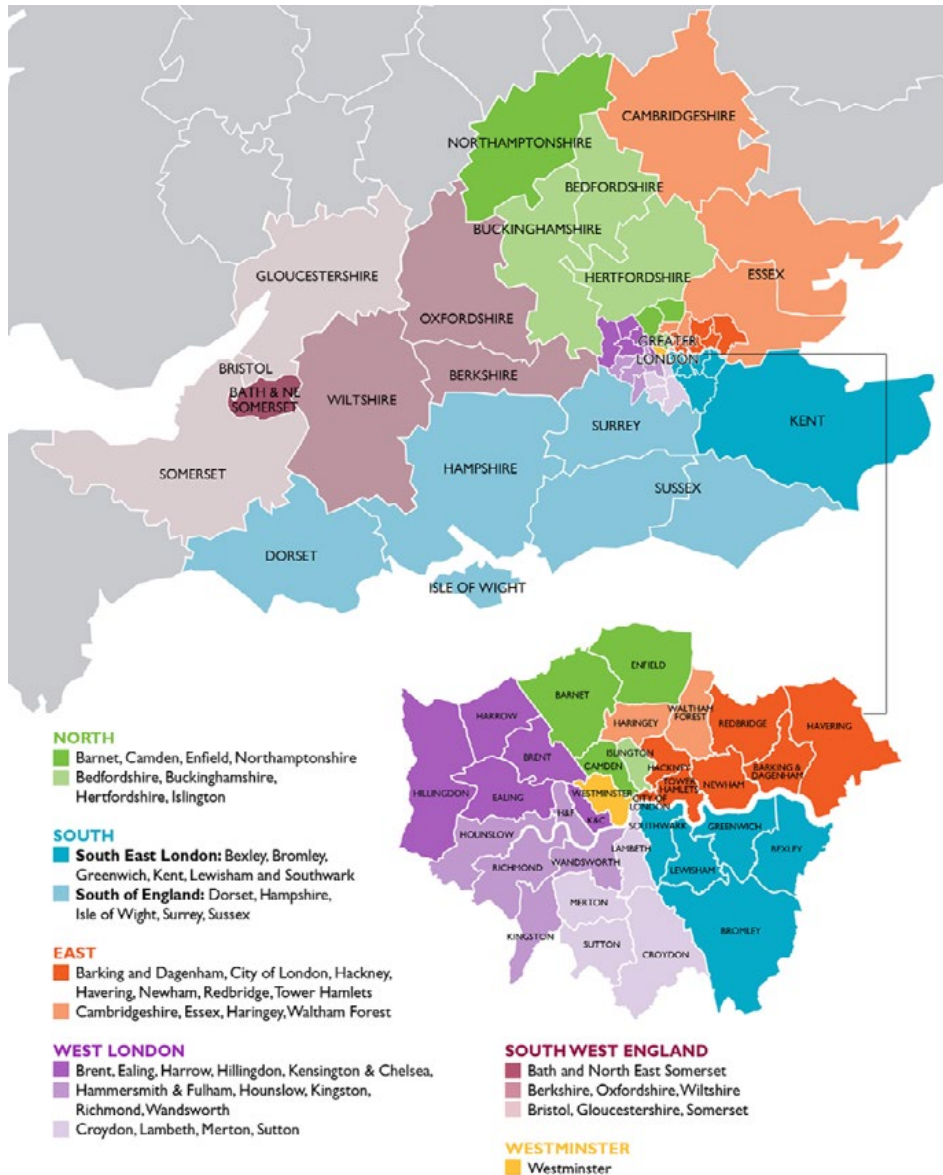 CAMBRIDGESHIRE
NORTHAMPTONSHIRE
BEDFORDSHIRE
BUCKINGHAMSHIRE
GLOUCESTERSHIRE
HERTFORDSHIRE
ESSEX
OXFORDSHIRE
GREATER
LONDON
BRISTOL
BERKSHIRE
BATH & NE
SOMERSET
WILTSHIRE
KENT
SURREY
HAMPSHIRE
SOMERSET
SUSSEX
DORSET
ISLE OF WIGHT
ENFIELD
BARNET
HARROW
WALTHAM
FOREST
REDBRIDGE
HAVERING
HARINGEY
BRENT
ISLINGTON
CAMDEN
HACKNEY
BARKING &
DAGENHAM
HILLINGDON
EALING
WESTMINSTER
TOWER
HAMLETS
NEWHAM
CITY OF
LONDON
H&F
K&C
HOUNSLOW
SOUTHWARK
GREENWICH
LAMBETH
BEXLEY
RICHMOND
WANDSWORTH
LEWISHAM
MERTON
KINGSTON
SUTTON
CROYDON
BROMLEY
NORTH
Barnet, Camden, Enfield, Northamptonshire
Bedfordshire, Buckinghamshire,
Hertfordshire, Islington
SOUTH
South East London: Bexley, Bromley,
Greenwich, Kent, Lewisham and Southwark
South of England: Dorset, Hampshire,
Isle of Wight, Surrey, Sussex
EAST
Barking and Dagenham, City of London, Hackney,
Havering, Newham, Redbridge, Tower Hamlets
Cambridgeshire, Essex, Haringey, Waltham Forest
WEST LONDON
Brent, Ealing, Harrow, Hillingdon, Kensington & Chelsea,
Hammersmith & Fulham, Hounslow, Kingston,
Richmond, Wandsworth
Croydon, Lambeth, Merton, Sutton
SOUTH WEST ENGLAND
Bath and North East Somerset
Berkshire, Oxfordshire, Wiltshire
Bristol, Gloucestershire, Somerset
WESTMINSTER
Westminster